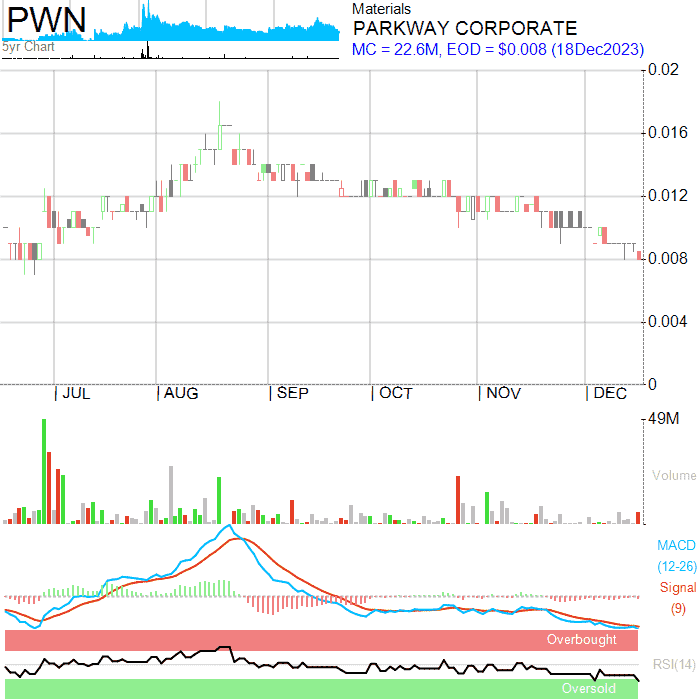 PWN
5yr Chart
Materials
PARKWAY CORPORATE
MC = 22.6M, EOD = $0.008 (18Dec2023)
0.02
0.016
0.012
0.008
0.004
0
JUL
AUG
SEP
OCT
NOV
DEC
49M
Volume
MACD
(12-26)
Signal
(9)
Overbought
RSI(14)
Oversold